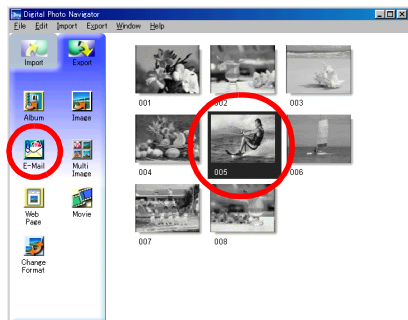 Digital Photo Navigator
File Edit Import Export Window Help
Import Export
001 002 003
Album Image
E-Mail Multi Image
004 005 006
Web Page Movie
007 008
Change Format